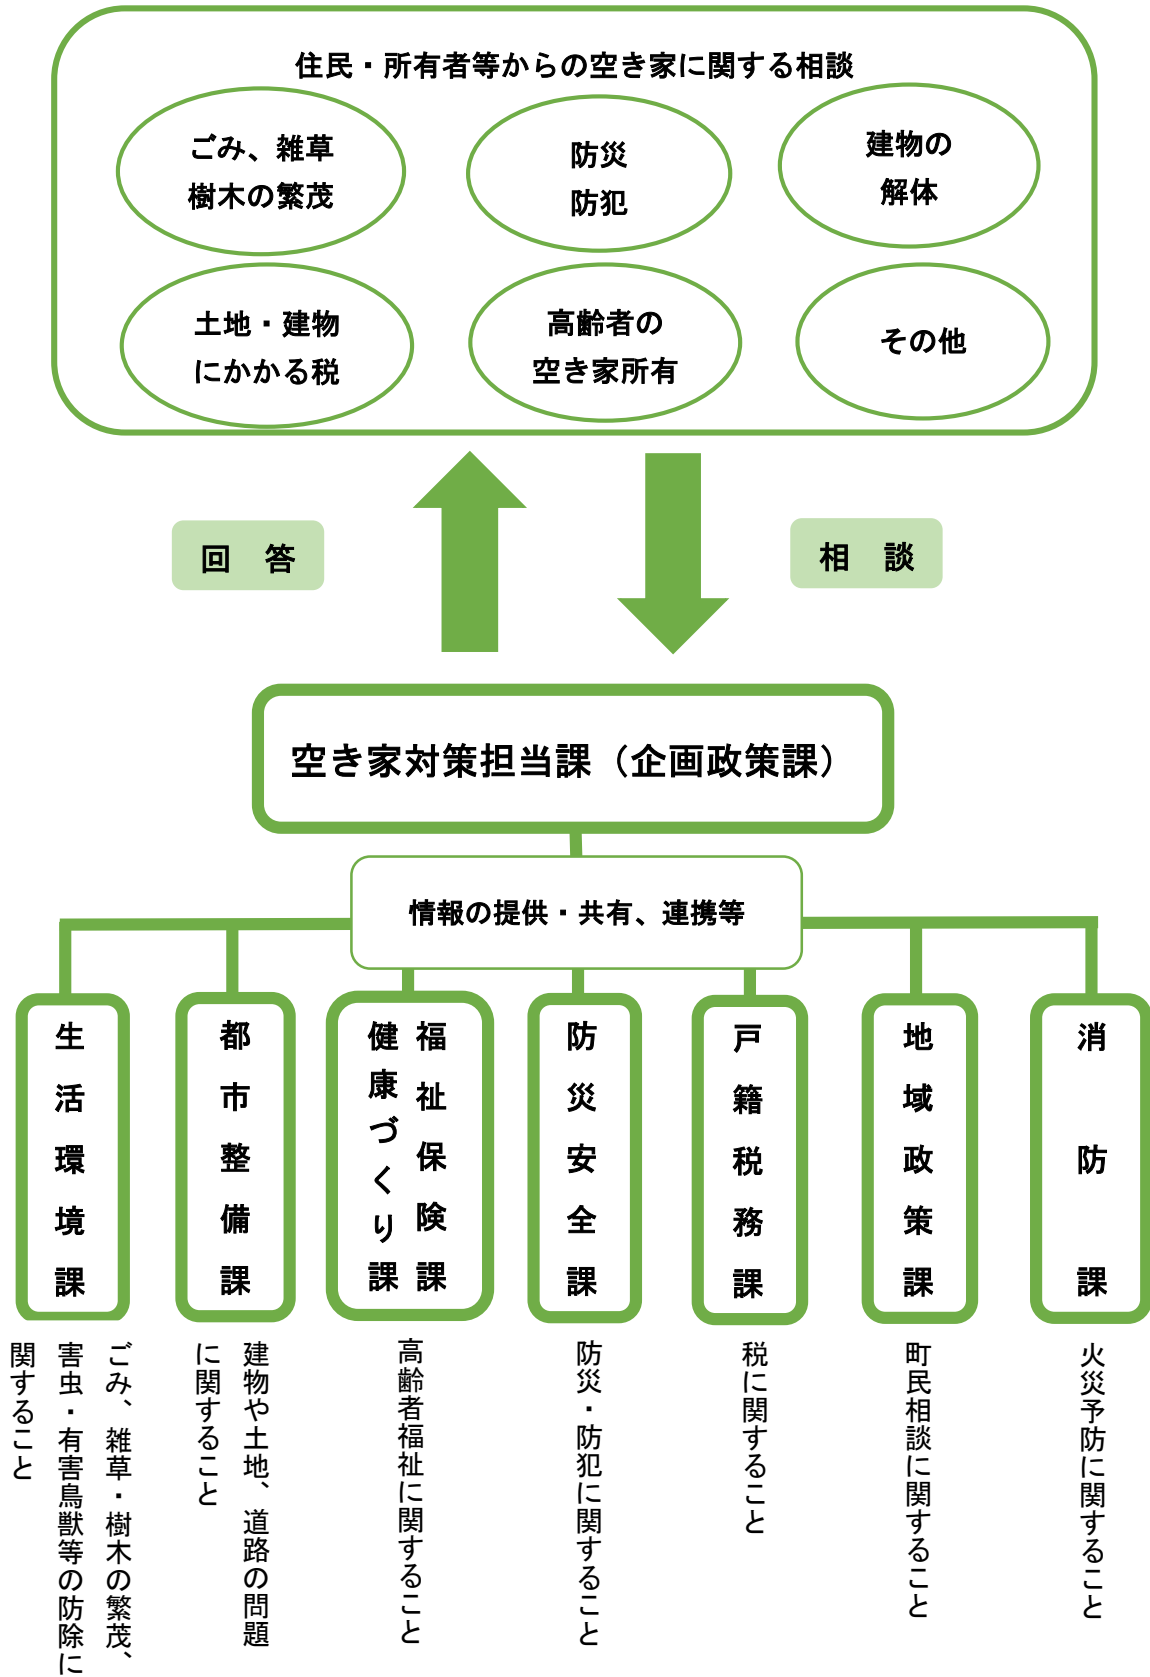 住民・所有者等からの空き家に関する相談
ごみ、雑草
樹木の繁茂
防災
防犯
建物の
解体
土地・建物
にかかる税
高齢者の
空き家所有
その他
回　答
相　談
空き家対策担当課（企画政策課）
情報の提供・共有、連携等
生活環境課
都市整備課
福祉保険課
健康づくり課
防災安全課
戸籍税務課
地域政策課
消防課
ごみ、雑草・樹木の繁茂、
害虫・有害鳥獣等の防除に
関すること
建物や土地、道路の問題
に関すること
高齢者福祉に関すること
防災・防犯に関すること
税に関すること
町民相談に関すること
火災予防に関すること